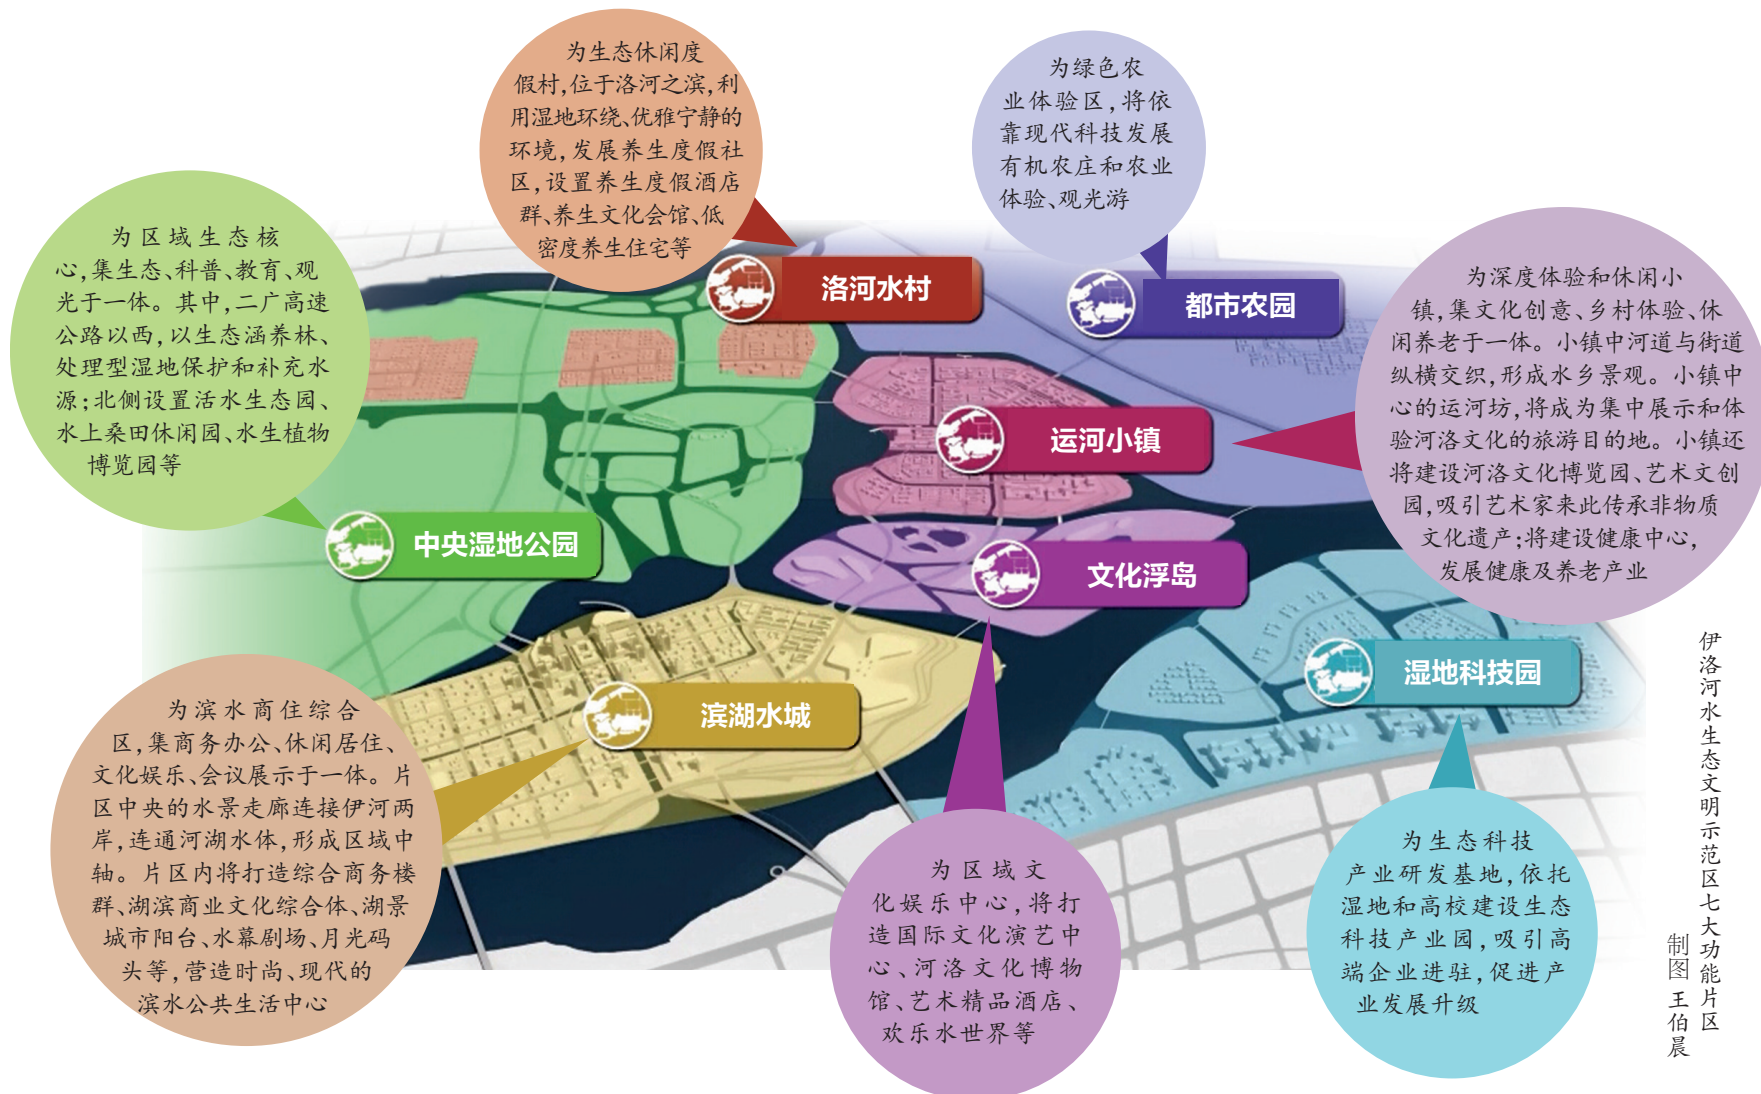 为生态休闲度
假村,位于洛河之滨,利
用湿地环绕、优雅宁静的
环境,发展养生度假社
区,设置养生度假酒店
群、养生文化会馆、低
密度养生住宅等
为绿色农
业体验区,将依
靠现代科技发展
有机农庄和农业
体验、观光游
为区域生态核
心,集生态、科普、教育、观
光于一体。其中,二广高速
公路以西,以生态涵养林、
处理型湿地保护和补充水
源;北侧设置活水生态园、
水上桑田休闲园、水生植物
博览园等
洛河水村
都市农园
为深度体验和休闲小
镇,集文化创意、乡村体验、休
闲养老于一体。小镇中河道与街道
纵横交织,形成水乡景观。小镇中
心的运河坊,将成为集中展示和体
验河洛文化的旅游目的地。小镇还
将建设河洛文化博览园、艺术文创
园,吸引艺术家来此传承非物质
文化遗产;将建设健康中心,
发展健康及养老产业
运河小镇
中央湿地公园
文化浮岛
湿地科技园
滨湖水城
为滨水商住综合
区,集商务办公、休闲居住、
文化娱乐、会议展示于一体。片
区中央的水景走廊连接伊河两
岸,连通河湖水体,形成区域中
轴。片区内将打造综合商务楼
群、湖滨商业文化综合体、湖景
城市阳台、水幕剧场、月光码
头等,营造时尚、现代的
滨水公共生活中心
为区域文
化娱乐中心,将打
造国际文化演艺中
心、河洛文化博物
馆、艺术精品酒店、
欢乐水世界等
为生态科技
产业研发基地,依托
湿地和高校建设生态
科技产业园,吸引高
端企业进驻,促进产
业发展升级
伊洛河水生态文明示范区七大功能片区
制图 王伯晨